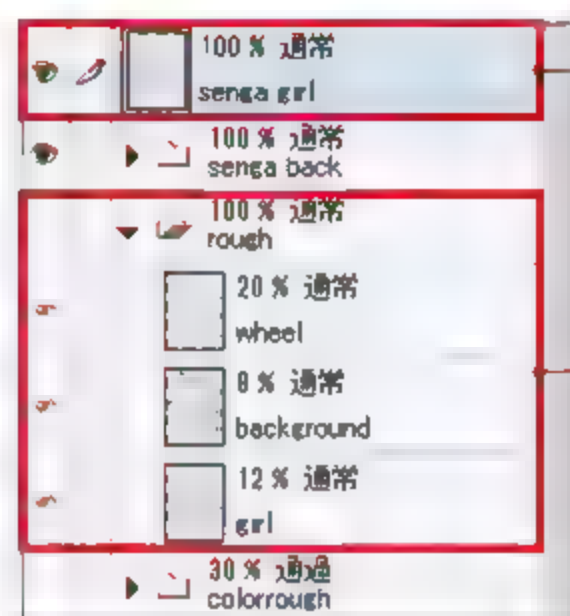 100 % 通常
senga girl
100 % 通常
senga back
100 % 通常
rough
20 % 通常
wheel
8 % 通常
background
12 % 通常
girl
30 % 通過
colorrough